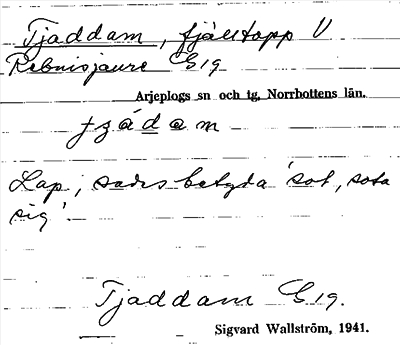 Tjaddam, fjälltopp V
Rebnisjaure G 19
Arjeplogs sn och tg, Norrbottens län.
Lap; sades betyda 'sot, sota
sig'.
Tjaddam G 19.
Sigvard Wallström, 1941.